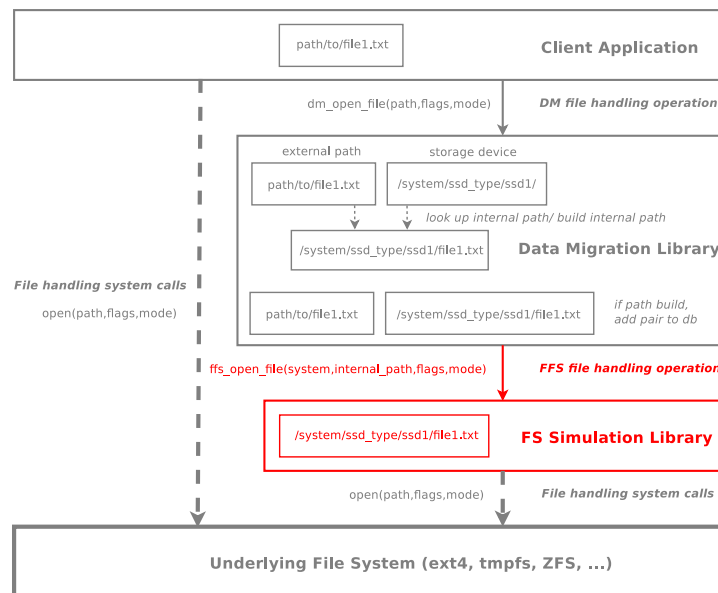 path/to/file1.txt
Client Application
dm_open_file(path,flags,mode)
DM file handling operation
external path
storage device
path/to/file1.txt
/system/ssd_type/ssd1/
look up internal path/ build internal path
/system/ssd_type/ssd1/file1.txt
Data Migration Library
File handling system calls
open(path,flags,mode)
path/to/file1.txt
/system/ssd_type/ssd1/file1.txt
if path build,
add pair to db
ffs_open_file(system,internal_path,flags,mode)
FFS file handling operation
/system/ssd_type/ssd1/file1.txt
FS Simulation Library
open(path,flags,mode)
File handling system calls
Underlying File System (ext4, tmpfs, ZFS, ...)